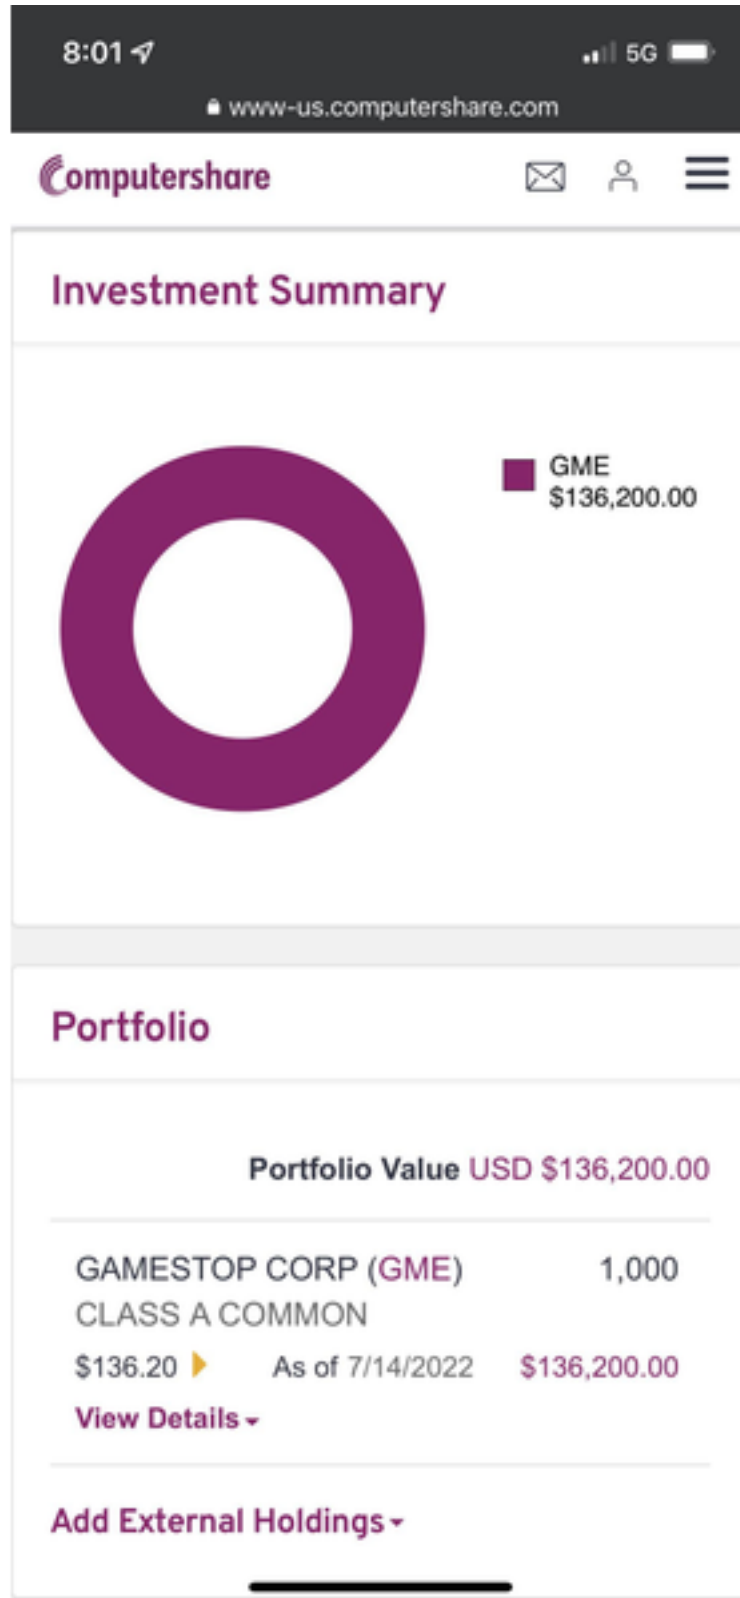 8:01 5G
www-us.computershare.com
Computershare
Investment Summary
GME
$136,200.00
Portfolio
Portfolio Value USD $136,200.00
GAMESTOP CORP (GME) 1,000
CLASS A COMMON
$136.20 As of 7/14/2022 $136,200.00
View Details
Add External Holdings